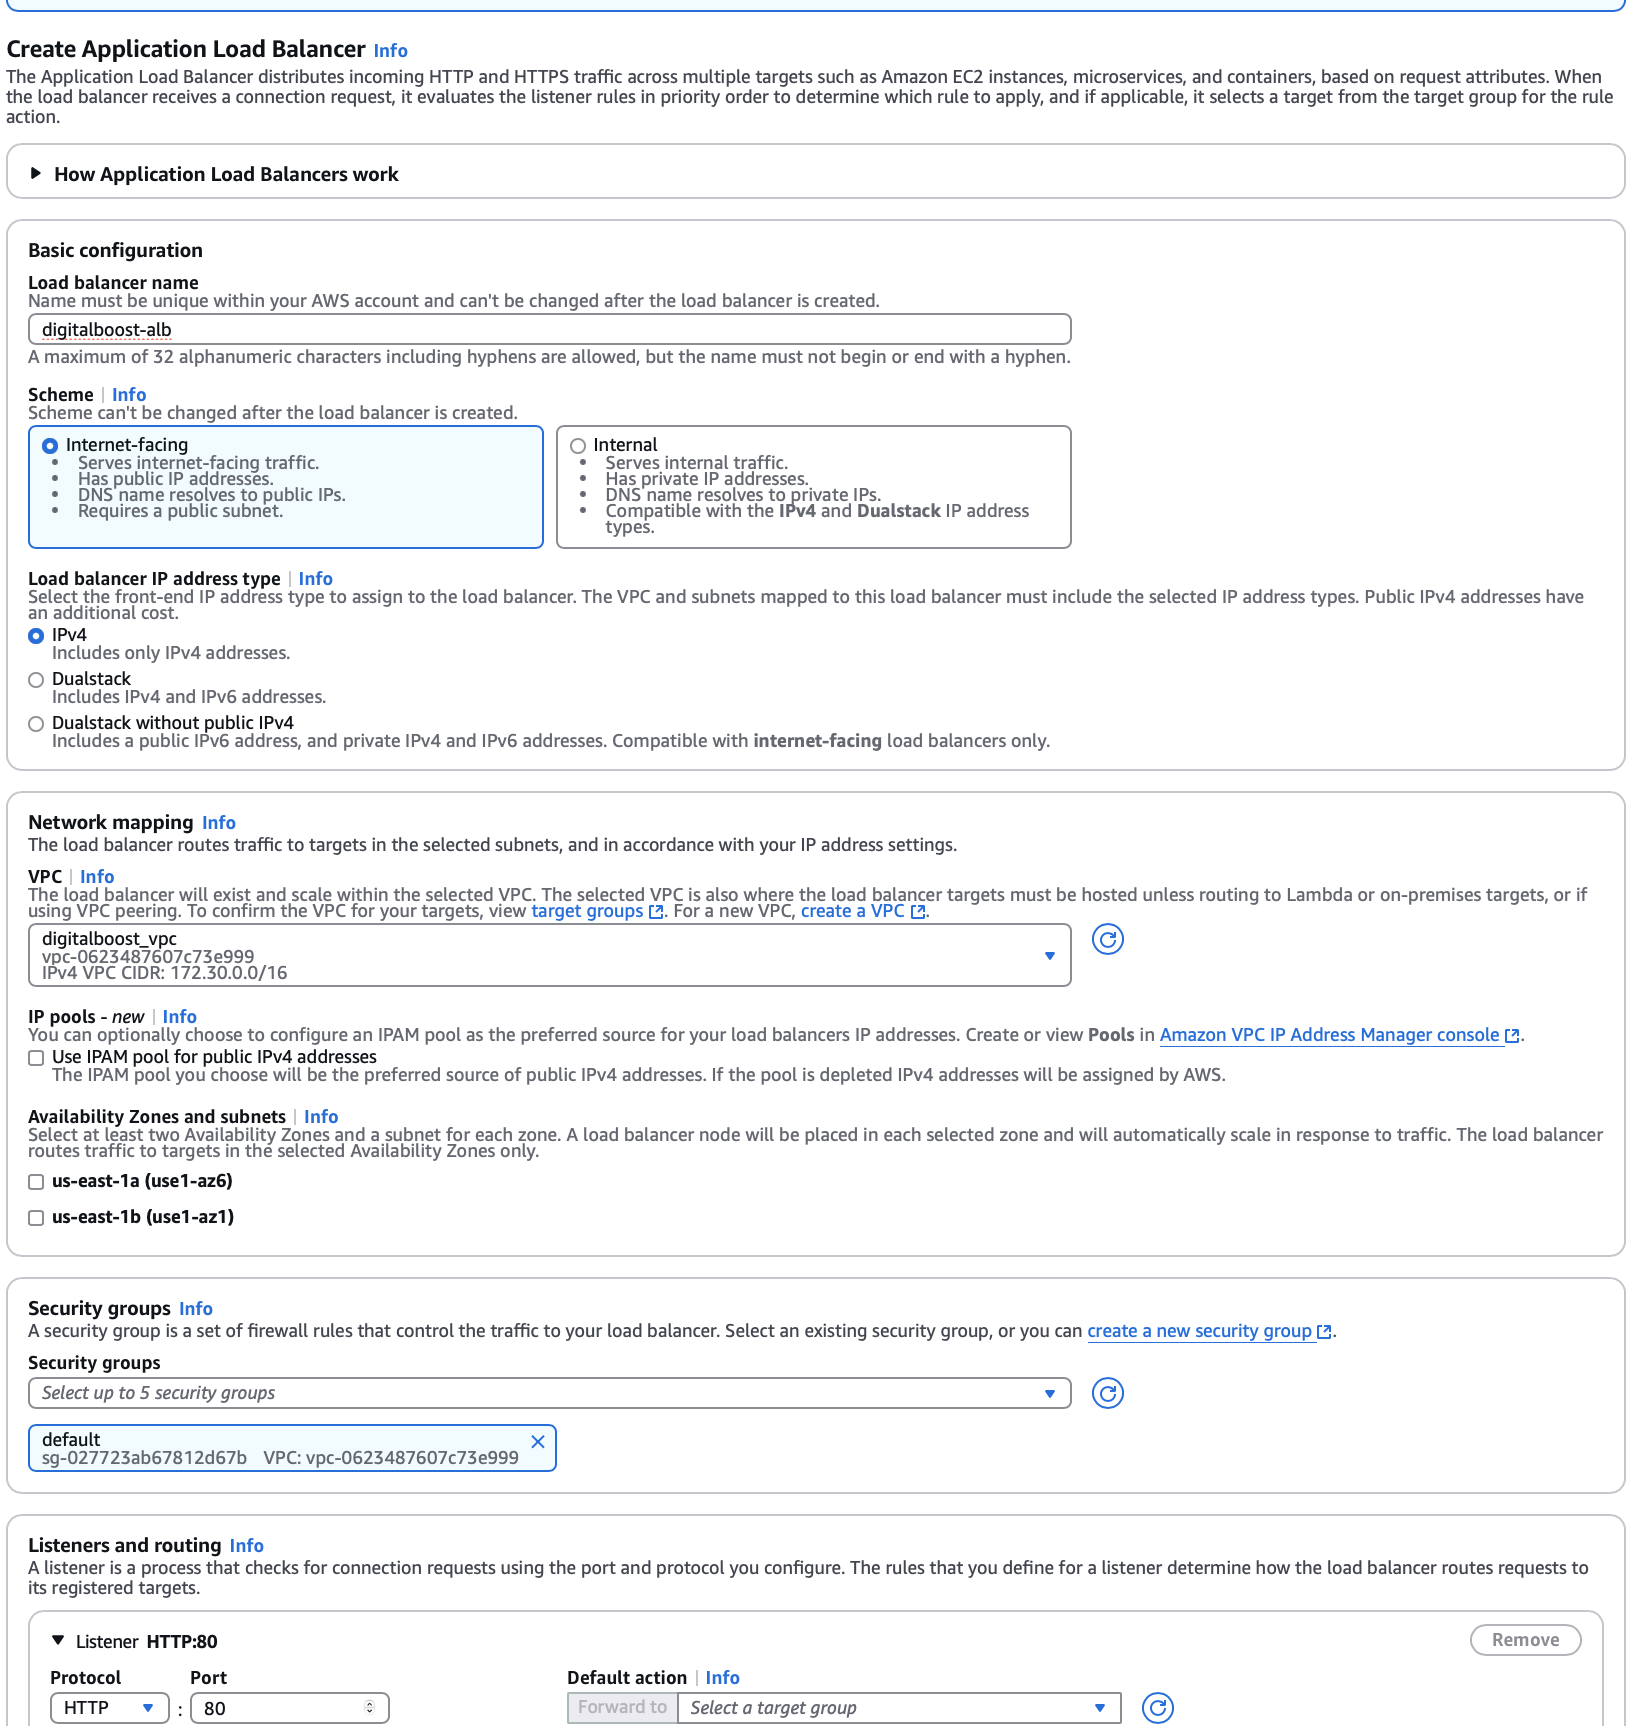 Create Application Load Balancer Info
The Application Load Balancer distributes incoming HTTP and HTTPS traffic across multiple targets such as Amazon EC2 instances, microservices, and containers, based on request attributes. When
the load balancer receives a connection request, it evaluates the listener rules in priority order to determine which rule to apply, and if applicable, it selects a target from the target group for the rule
action.
How Application Load Balancers work
Basic configuration
Load balancer name
Name must be unique within your AWS account and can't be changed after the load balancer is created.
digitalboost-alb
A maximum of 32 alphanumeric characters including hyphens are allowed, but the name must not begin or end with a hyphen.
Scheme | Info
Scheme can't be changed after the load balancer is created.
Internet-facing
• Serves internet-facing traffic.
• Has public IP addresses.
• DNS name resolves to public IPs.
• Requires a public subnet.
Internal
• Serves internal traffic.
• Has private IP addresses.
• DNS name resolves to private IPs.
• Compatible with the IPv4 and Dualstack IP address
types.
Load balancer IP address type | Info
Select the front-end IP address type to assign to the load balancer. The VPC and subnets mapped to this load balancer must include the selected IP address types. Public IPv4 addresses have
an additional cost.
IPv4
Includes only IPv4 addresses.
Dualstack
Includes IPv4 and IPv6 addresses.
Dualstack without public IPv4
Includes a public IPv6 address, and private IPv4 and IPv6 addresses. Compatible with internet-facing load balancers only.
Network mapping Info
The load balancer routes traffic to targets in the selected subnets, and in accordance with your IP address settings.
VPC | Info
The load balancer will exist and scale within the selected VPC. The selected VPC is also where the load balancer targets must be hosted unless routing to Lambda or on-premises targets, or if
using VPC peering. To confirm the VPC for your targets, view target groups. For a new VPC, create a VPC.
digitalboost_vpc
vpc-0623487607c73e999
IPv4 VPC CIDR: 172.30.0.0/16
IP pools - new | Info
You can optionally choose to configure an IPAM pool as the preferred source for your load balancers IP addresses. Create or view Pools in Amazon VPC IP Address Manager console.
Use IPAM pool for public IPv4 addresses
The IPAM pool you choose will be the preferred source of public IPv4 addresses. If the pool is depleted IPv4 addresses will be assigned by AWS.
Availability Zones and subnets | Info
Select at least two Availability Zones and a subnet for each zone. A load balancer node will be placed in each selected zone and will automatically scale in response to traffic. The load balancer
routes traffic to targets in the selected Availability Zones only.
us-east-1a (use1-az6)
us-east-1b (use1-az1)
Security groups Info
A security group is a set of firewall rules that control the traffic to your load balancer. Select an existing security group, or you can create a new security group.
Security groups
Select up to 5 security groups
default
sg-027723ab67812d67b VPC: vpc-0623487607c73e999
Listeners and routing Info
A listener is a process that checks for connection requests using the port and protocol you configure. The rules that you define for a listener determine how the load balancer routes requests to
its registered targets.
Listener HTTP:80
Remove
Protocol Port Default action | Info
HTTP : 80 Forward to Select a target group